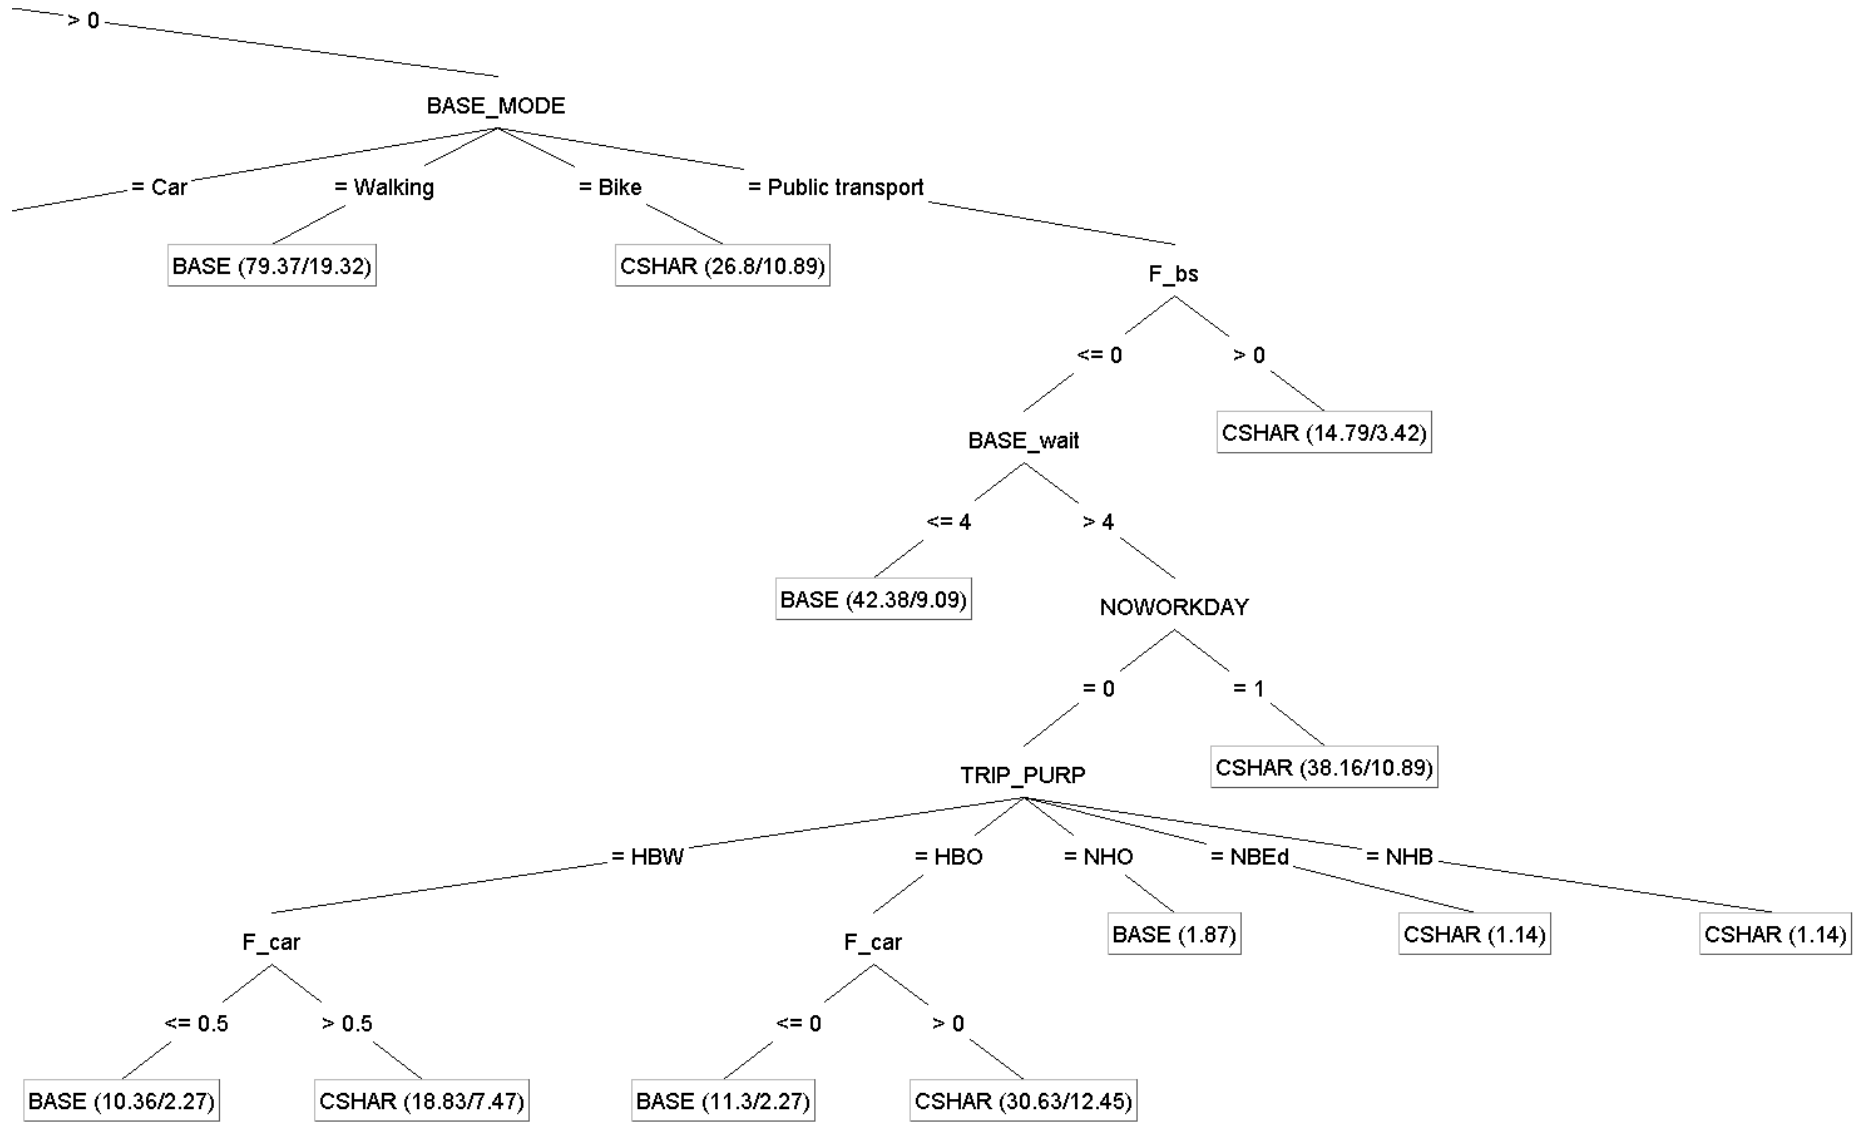 > 0
BASE_MODE
= Car
= Walking
= Bike
= Public transport
BASE (79.37/19.32)
CSHAR (26.8/10.89)
F_bs
<= 0
> 0
BASE_wait
CSHAR (14.79/3.42)
<= 4
> 4
BASE (42.38/9.09)
NOWORKDAY
= 0
= 1
TRIP_PURP
CSHAR (38.16/10.89)
= HBW
= HBO
= NHO
= NBEd
= NHB
F_car
F_car
BASE (1.87)
CSHAR (1.14)
CSHAR (1.14)
<= 0.5
> 0.5
<= 0
> 0
BASE (10.36/2.27)
CSHAR (18.83/7.47)
BASE (11.3/2.27)
CSHAR (30.63/12.45)